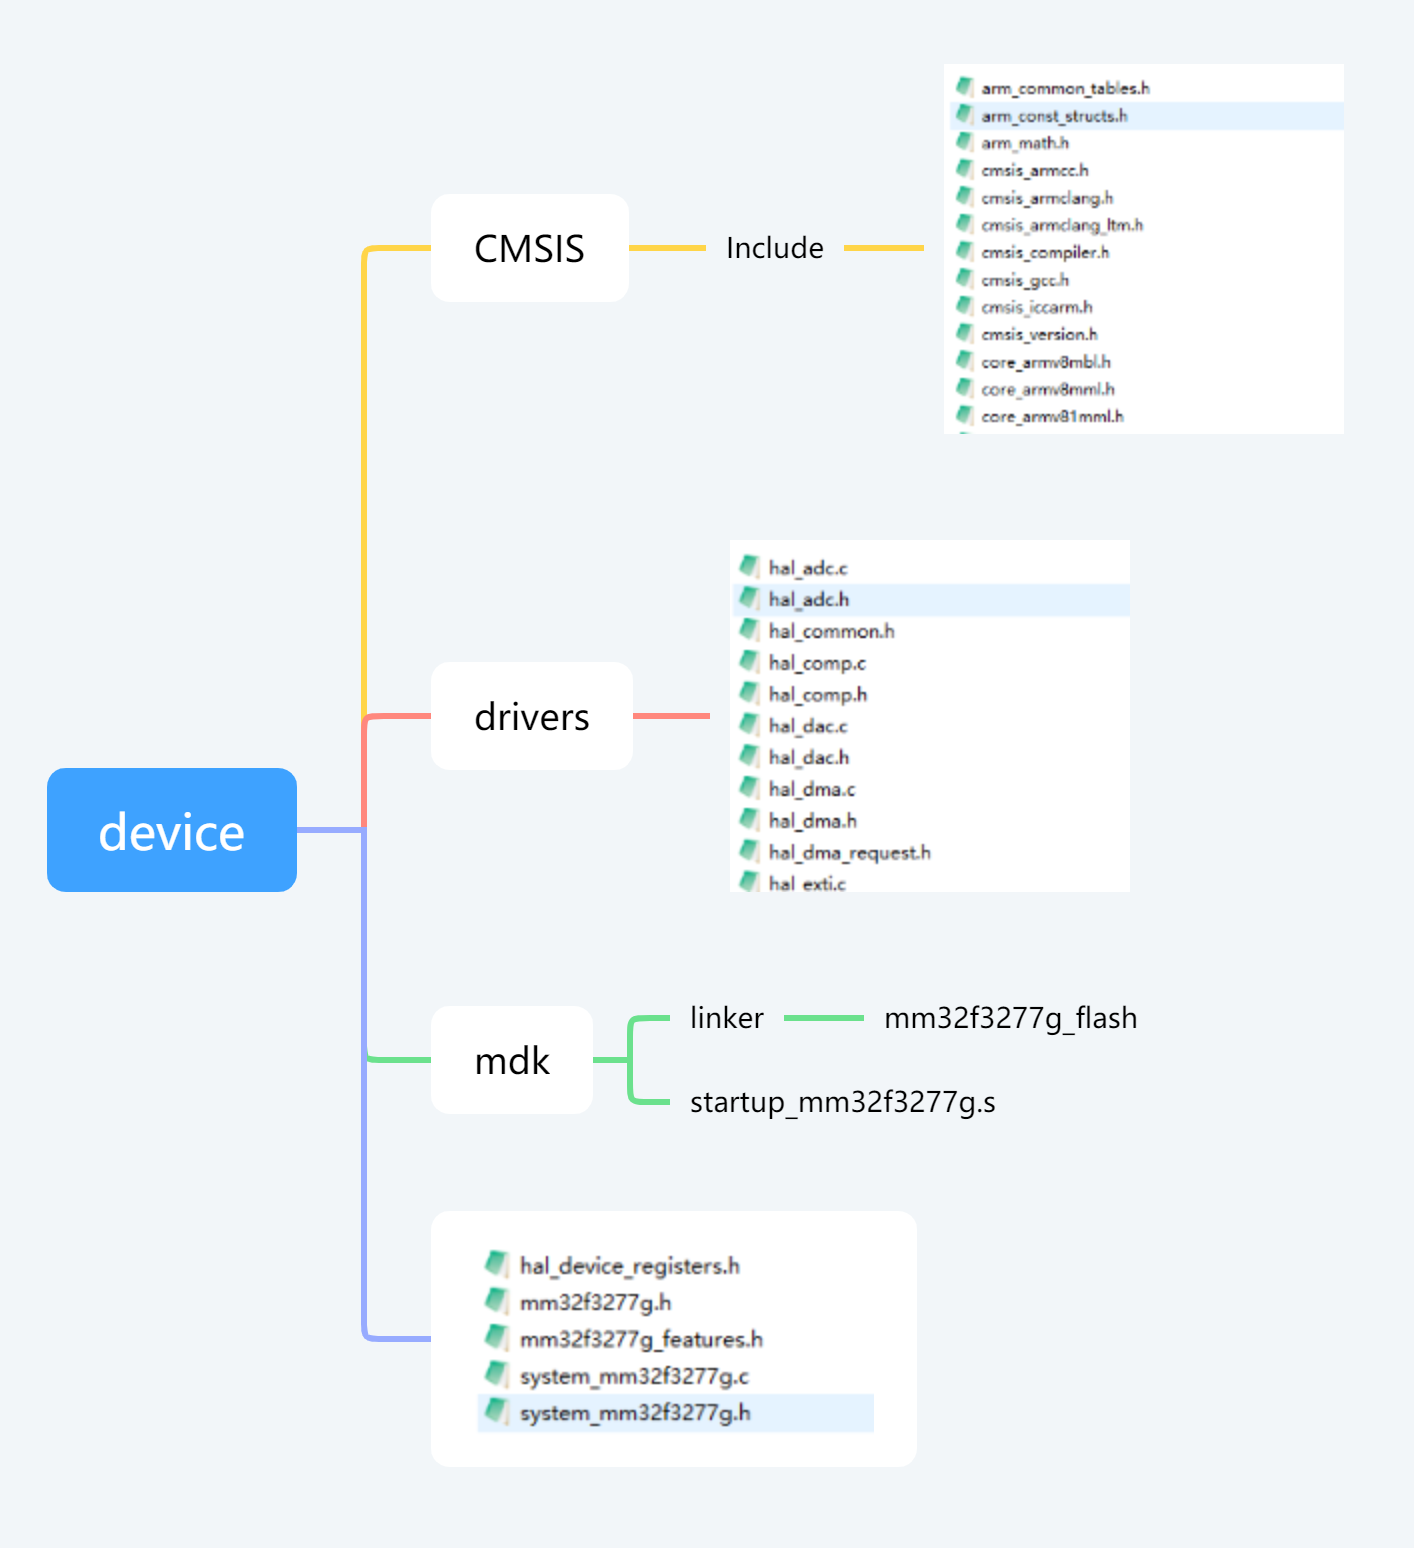 device
CMSIS
Include
arm_common_tables.h
arm_const_structs.h
arm_math.h
cmsis_armcc.h
cmsis_armclang.h
cmsis_armclang_ltm.h
cmsis_compiler.h
cmsis_gcc.h
cmsis_iccarm.h
cmsis_version.h
core_armv8mbl.h
core_armv8mml.h
core_armv81mml.h
drivers
hal_adc.c
hal_adc.h
hal_common.h
hal_comp.c
hal_comp.h
hal_dac.c
hal_dac.h
hal_dma.c
hal_dma.h
hal_dma_request.h
hal_exti.c
mdk
linker
mm32f3277g_flash
startup_mm32f3277g.s
hal_device_registers.h
mm32f3277g.h
mm32f3277g_features.h
system_mm32f3277g.c
system_mm32f3277g.h